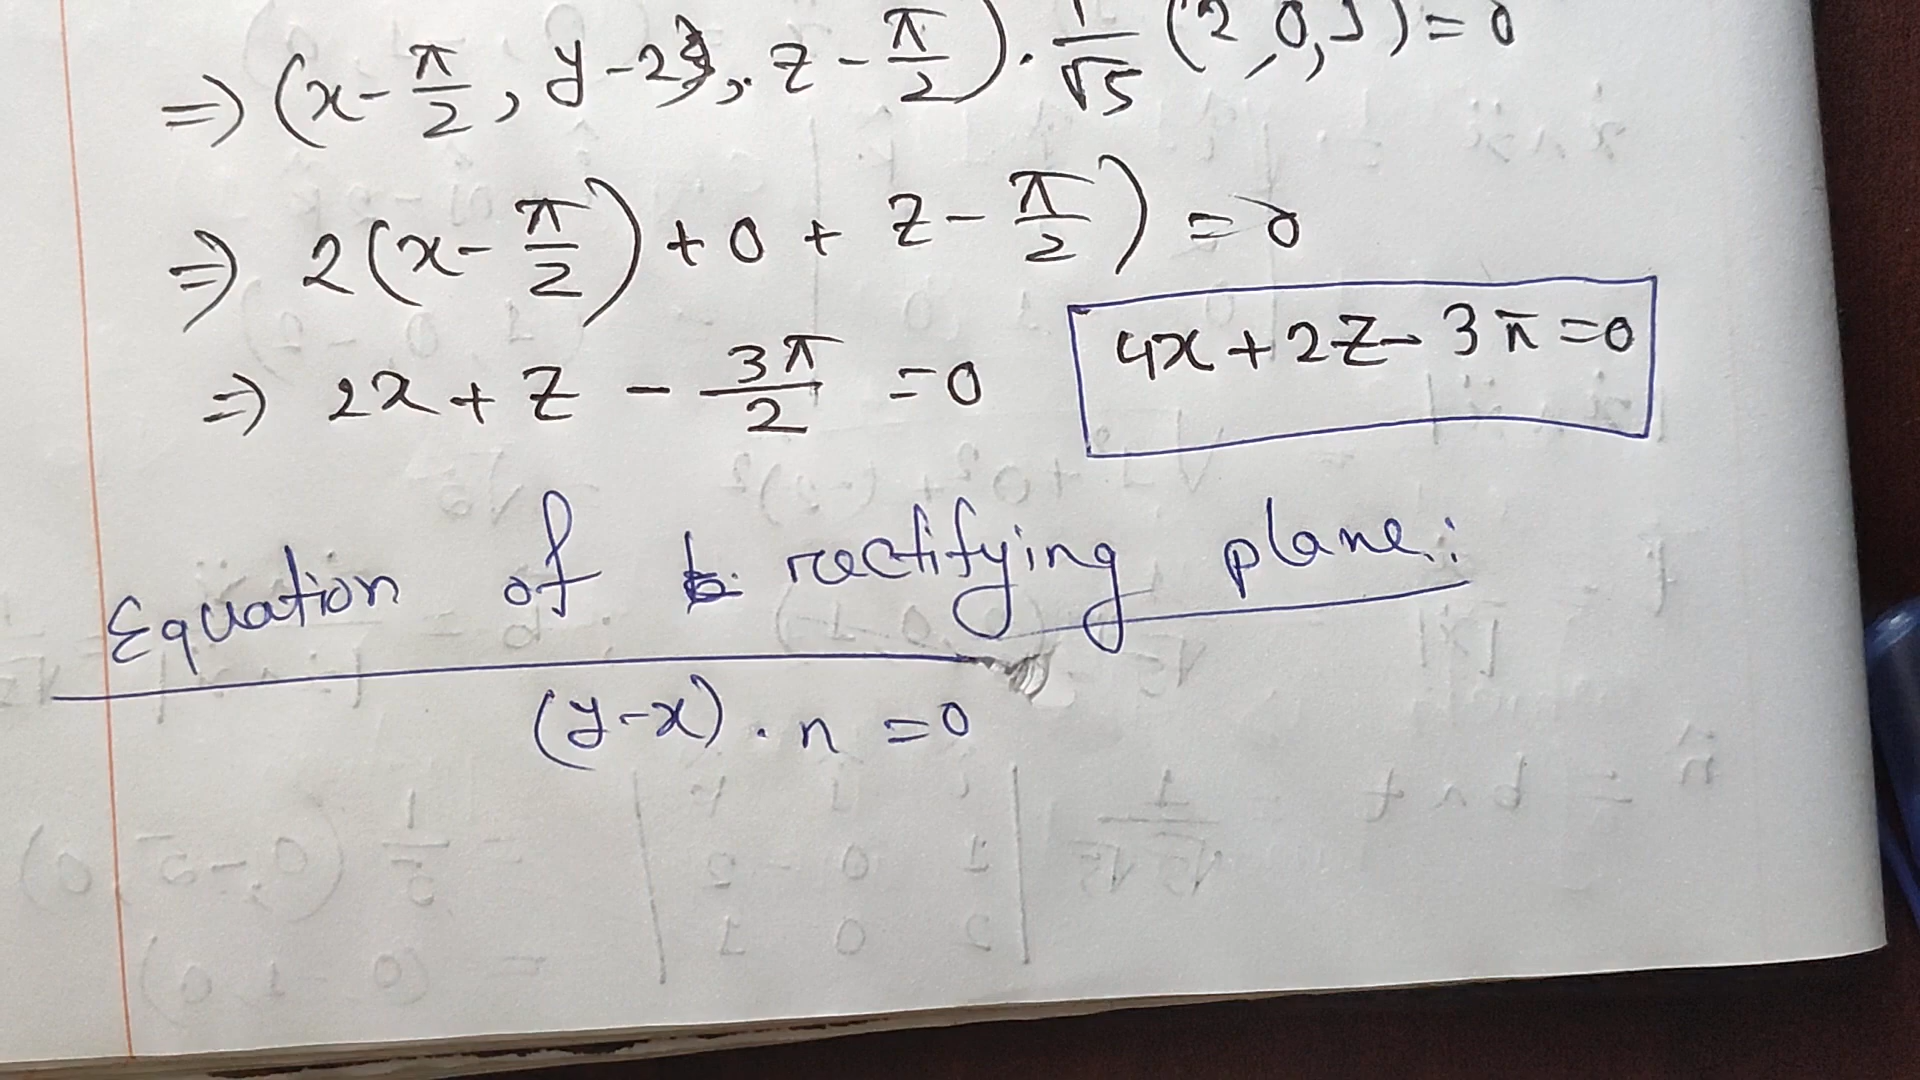 ⇒ (x - π/2, y - 2, z - π/2) . 1/√5 (2, 0, 1) = 0
⇒ 2(x - π/2) + 0 + z - π/2) = 0
⇒ 2x + z - 3π/2 = 0
4x + 2z - 3π = 0
Equation of rectifying plane:
(y - x) . n = 0